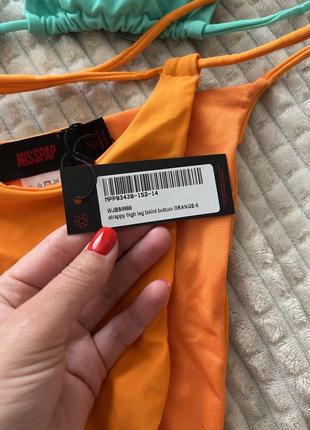 MISSPAP
MPP93439-152-14
strappy high leg bikini bottom ORANGE-6